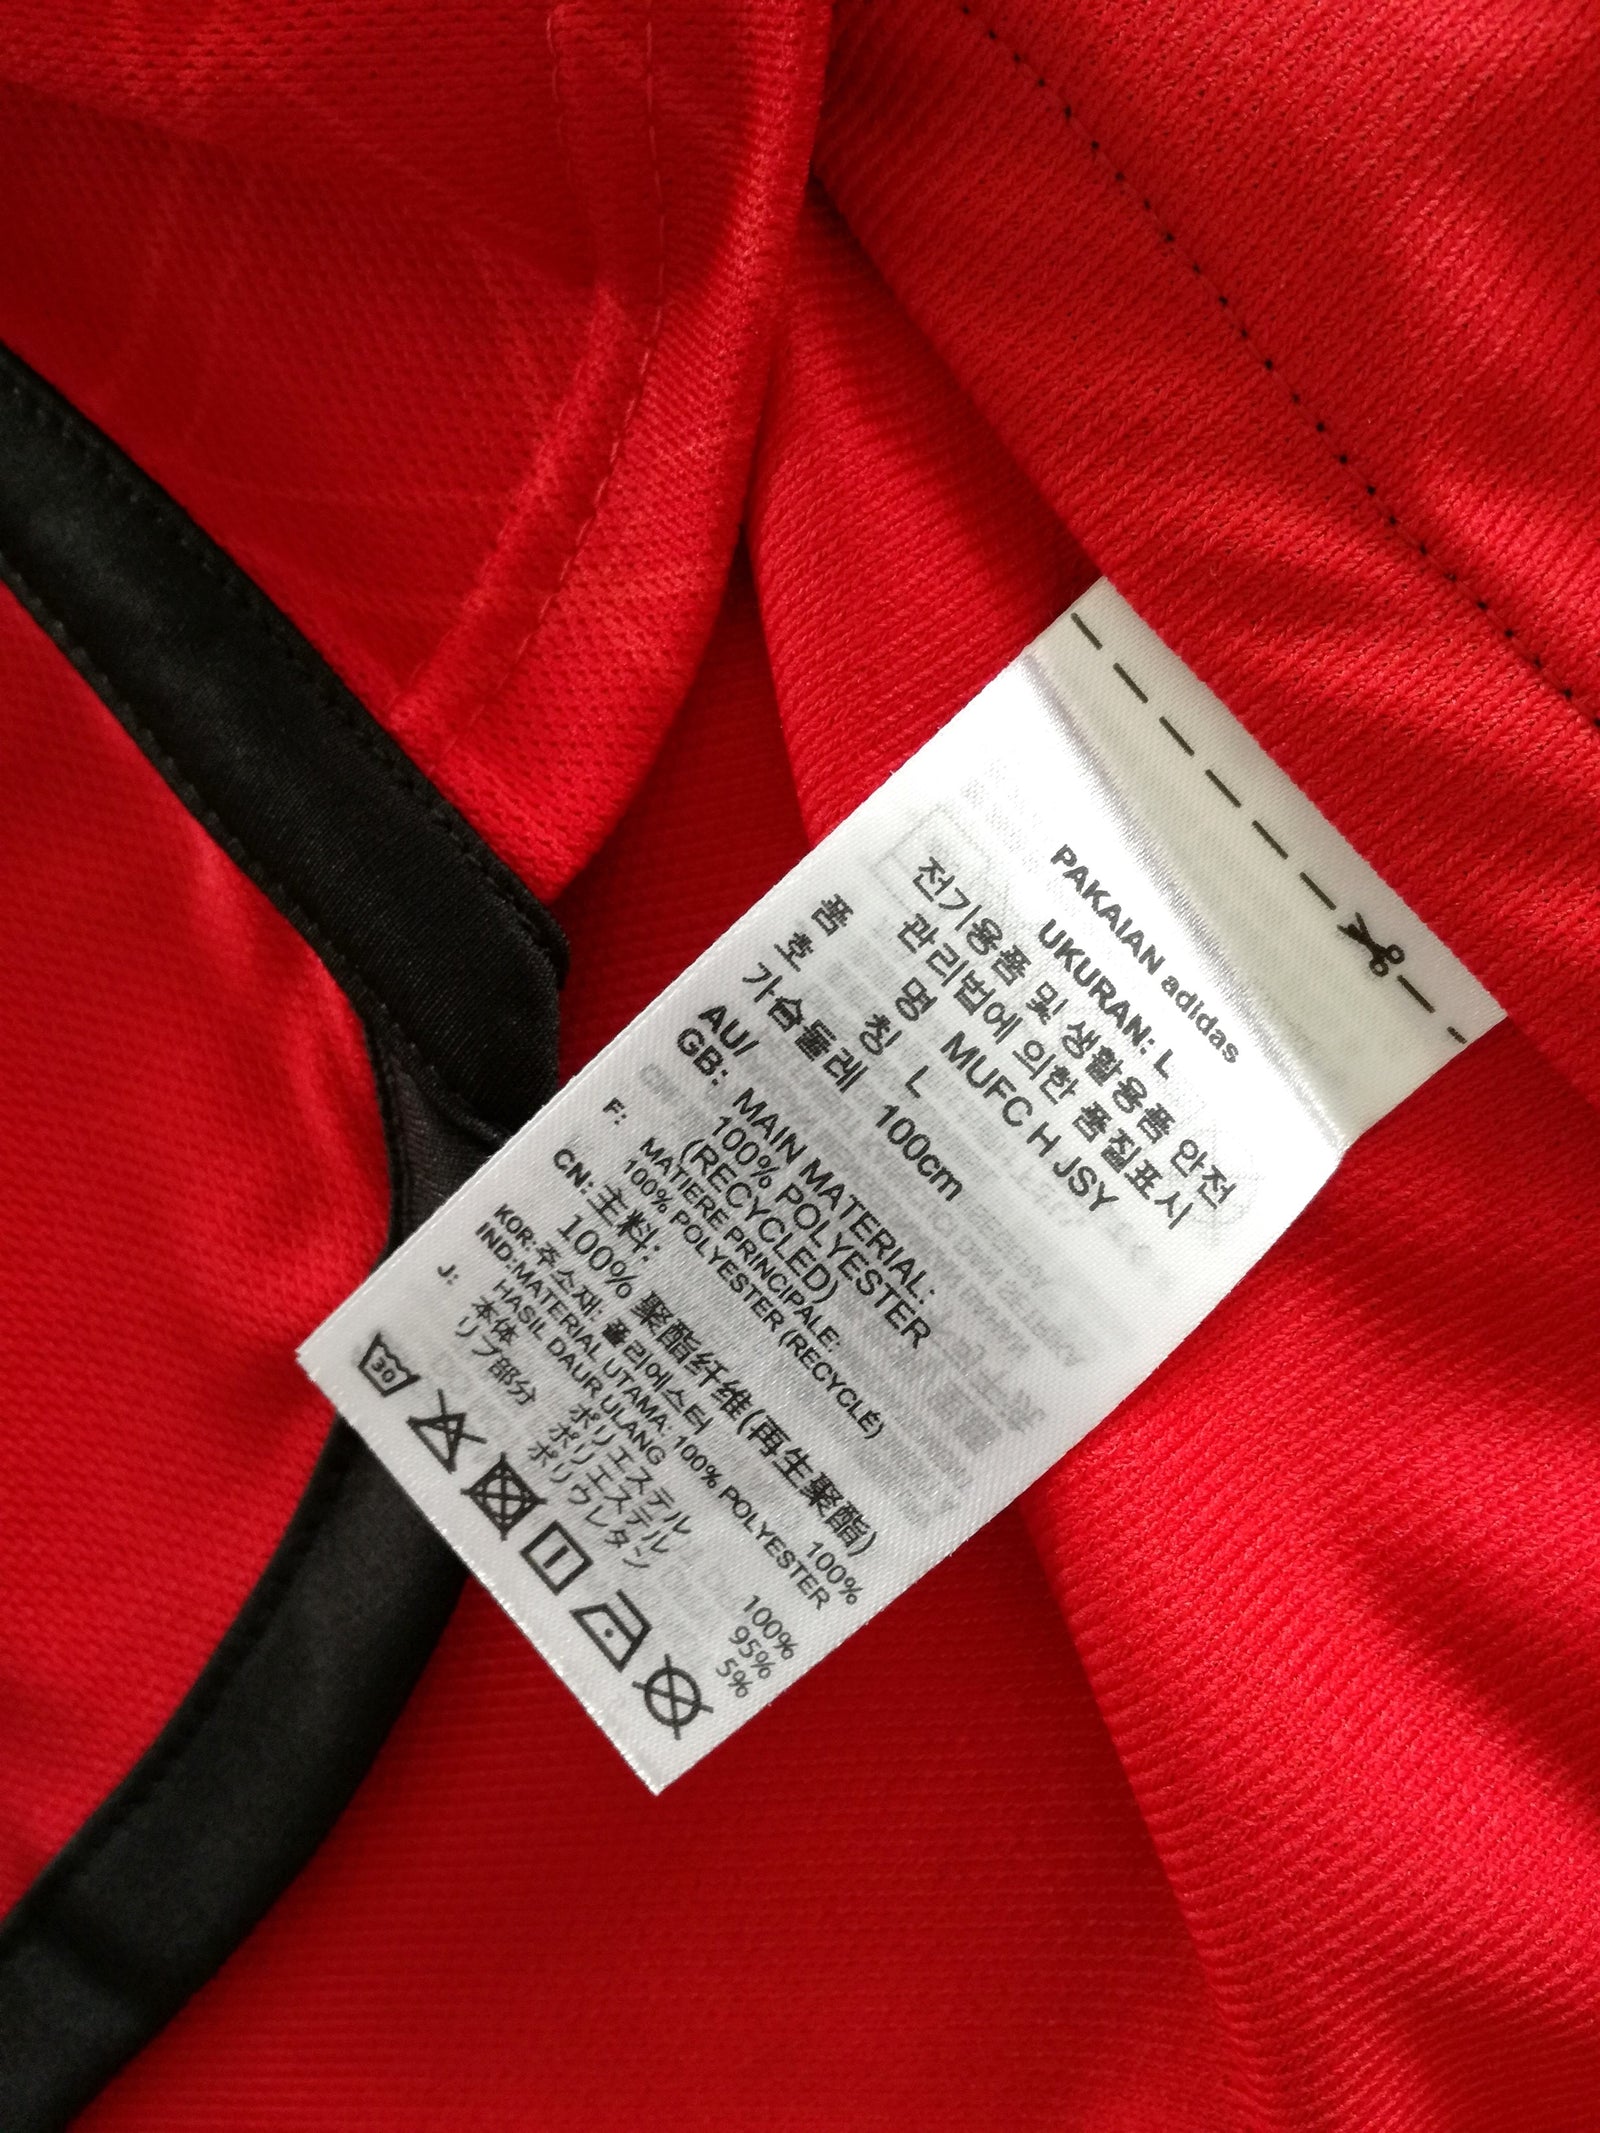 PAKAIAN adidas
UKURAN: L
전기용품 및 생활용품 안전
관리법에 의한 품질표시
품 명 MUFC H JSY
호 칭 L
가슴둘레 100cm
AU/
GB: MAIN MATERIAL:
100% POLYESTER
(RECYCLED)
F: MATIERE PRINCIPALE:
100% POLYESTER (RECYCLÉ)
CN: 主料:
100% 聚酯纤维(再生聚酯)
KOR: 주소재: 폴리에스터 100%
IND:MATERIAL UTAMA: 100% POLYESTER
HASIL DAUR ULANG
J: 本体 ポリエステル 100%
リブ部分 ポリエステル 95%
ポリウレタン 5%
30